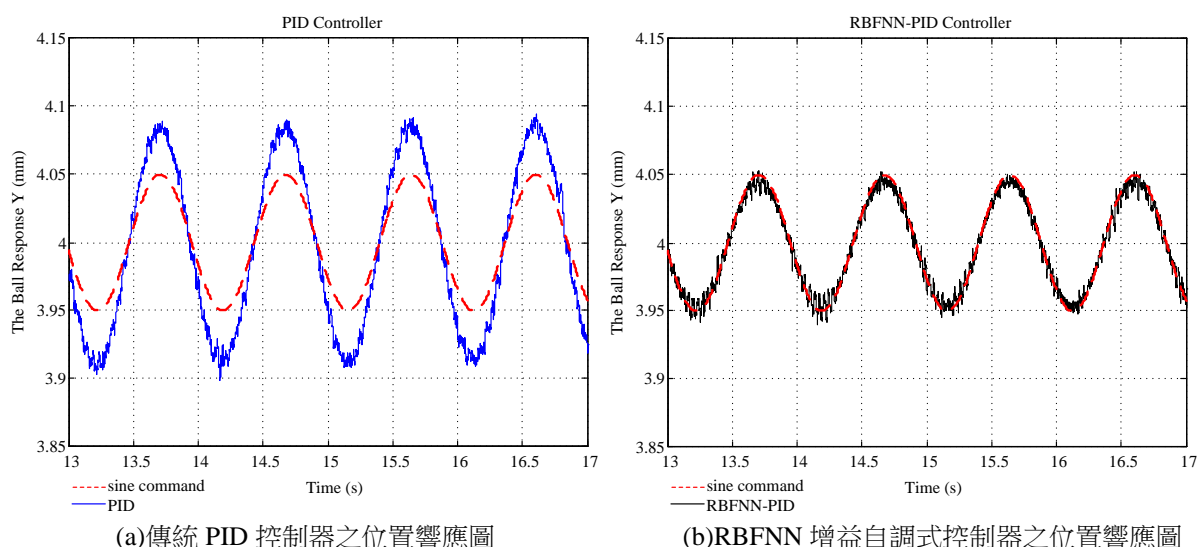 PID Controller
4.15
4.1
4.05
4
3.95
3.9
3.85
The Ball Response Y (mm)
13 13.5 14 14.5 15 15.5 16 16.5 17
Time (s)
sine command
PID
(a)傳統 PID 控制器之位置響應圖
RBFNN-PID Controller
4.15
4.1
4.05
4
3.95
3.9
3.85
The Ball Response Y (mm)
13 13.5 14 14.5 15 15.5 16 16.5 17
Time (s)
sine command
RBFNN-PID
(b)RBFNN 增益自調式控制器之位置響應圖